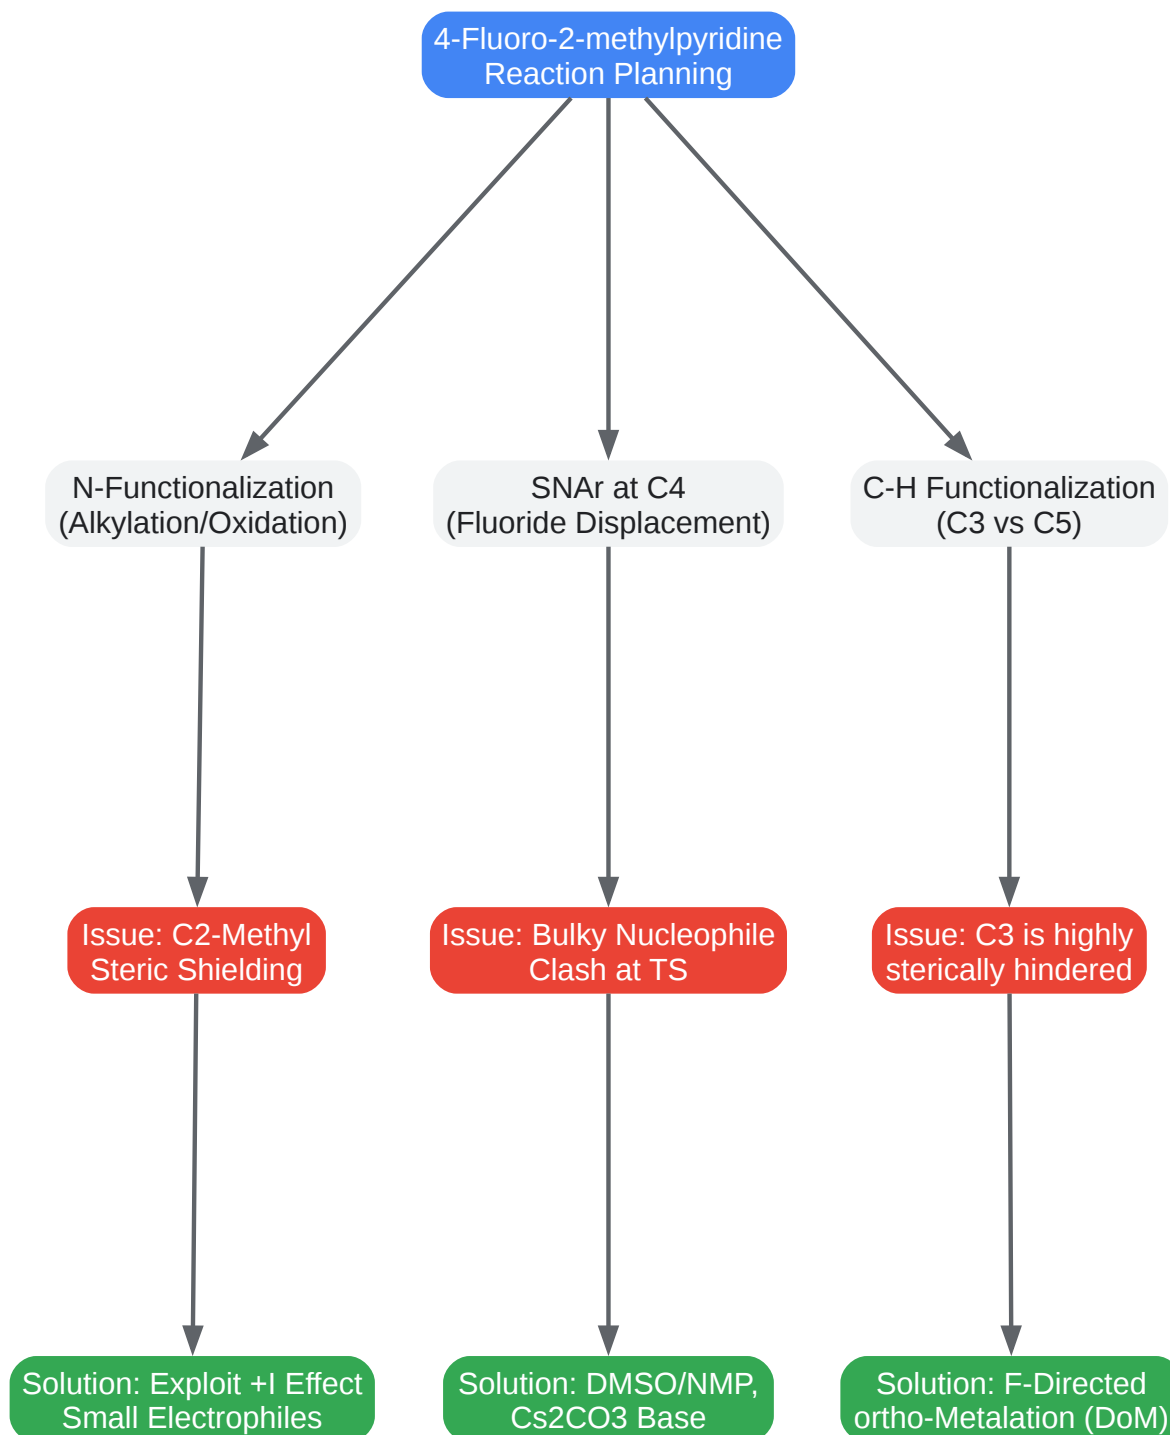 4-Fluoro-2-methylpyridine
Reaction Planning
N-Functionalization
(Alkylation/Oxidation)
SNAr at C4
(Fluoride Displacement)
C-H Functionalization
(C3 vs C5)
Issue: C2-Methyl
Steric Shielding
Issue: Bulky Nucleophile
Clash at TS
Issue: C3 is highly
sterically hindered
Solution: Exploit +I Effect
Small Electrophiles
Solution: DMSO/NMP,
Cs2CO3 Base
Solution: F-Directed
ortho-Metalation (DoM)